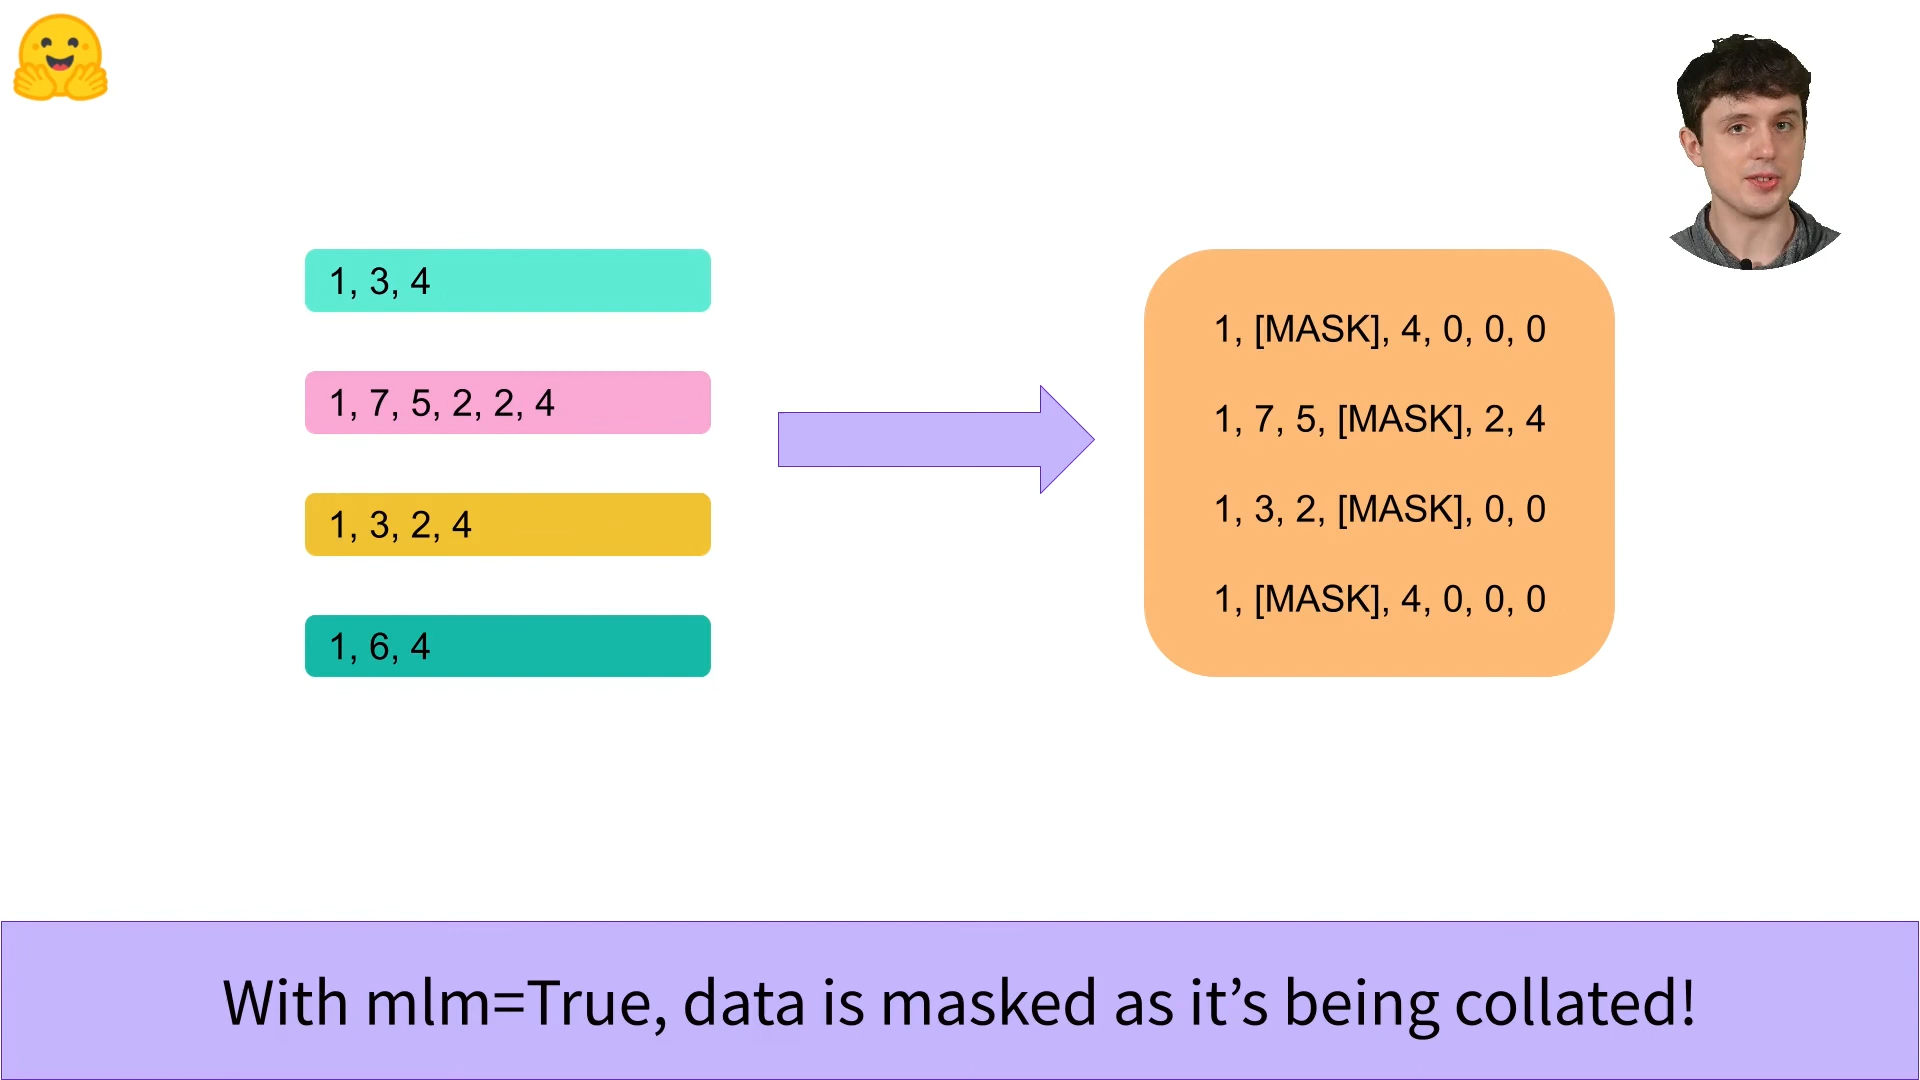 1, 3, 4
1, 7, 5, 2, 2, 4
1, 3, 2, 4
1, 6, 4
1, [MASK], 4, 0, 0, 0
1, 7, 5, [MASK], 2, 4
1, 3, 2, [MASK], 0, 0
1, [MASK], 4, 0, 0, 0
With mlm=True, data is masked as it’s being collated!